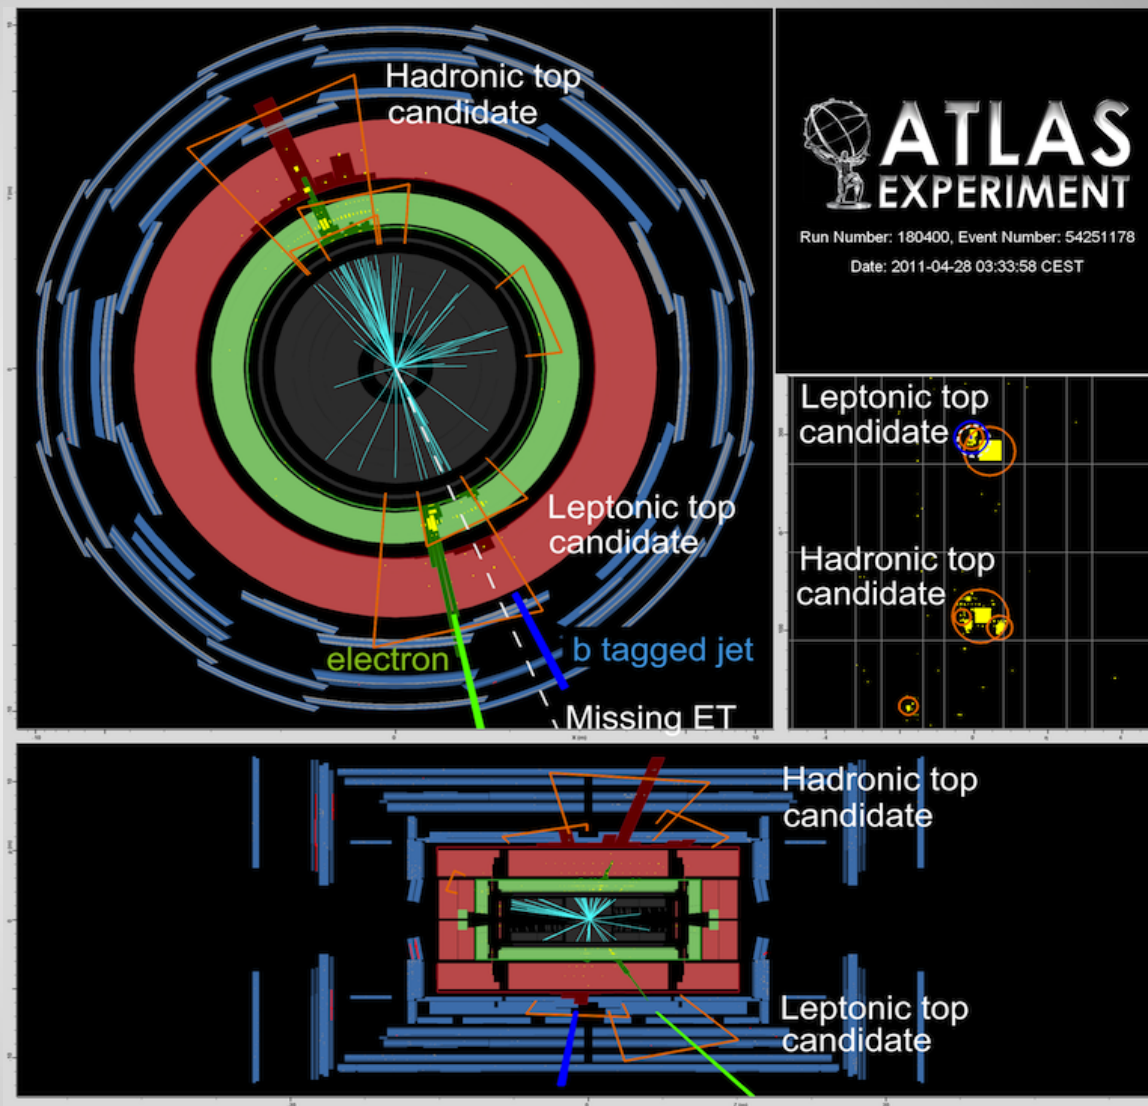 Hadronic top
candidate
Leptonic top
candidate
electron
b tagged jet
Missing ET
ATLAS
EXPERIMENT
Run Number: 180400, Event Number: 54251178
Date: 2011-04-28 03:33:58 CEST
Leptonic top
candidate
Hadronic top
candidate
Hadronic top
candidate
Leptonic top
candidate